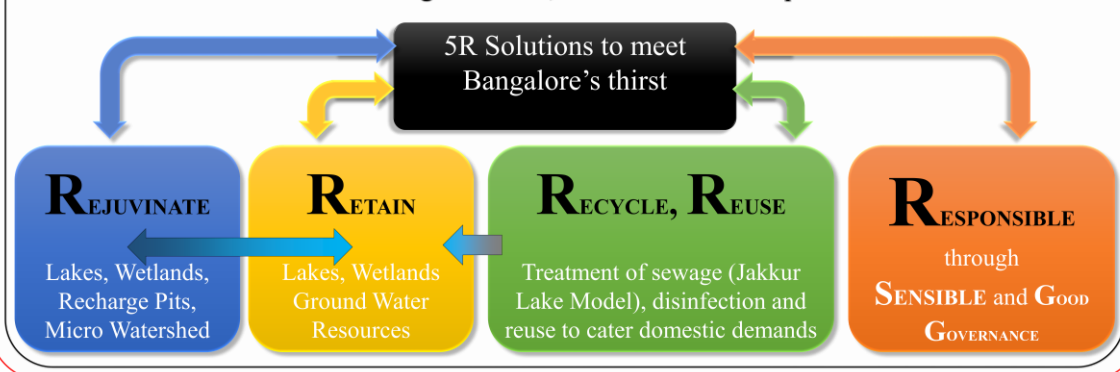 5R Solutions to meet
Bangalore's thirst
REJUVINATE
Lakes, Wetlands,
Recharge Pits,
Micro Watershed
RETAIN
Lakes, Wetlands
Ground Water
Resources
RECYCLE, REUSE
Treatment of sewage (Jakkur
Lake Model), disinfection and
reuse to cater domestic demands
RESPONSIBLE
through
SENSIBLE and GOOD
GOVERNANCE